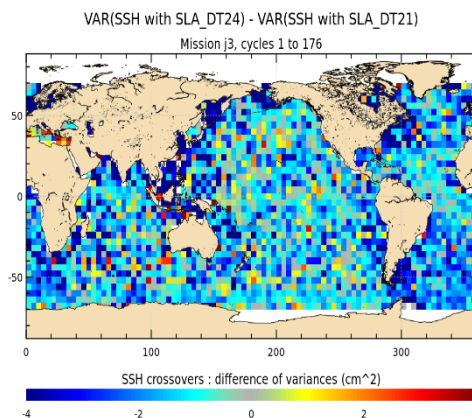 VAR(SSH with SLA_DT24) - VAR(SSH with SLA_DT21)
Mission j3, cycles 1 to 176
50
0
-50
0 100 200 300
SSH crossovers : difference of variances (cm^2)
-4 -2 0 2